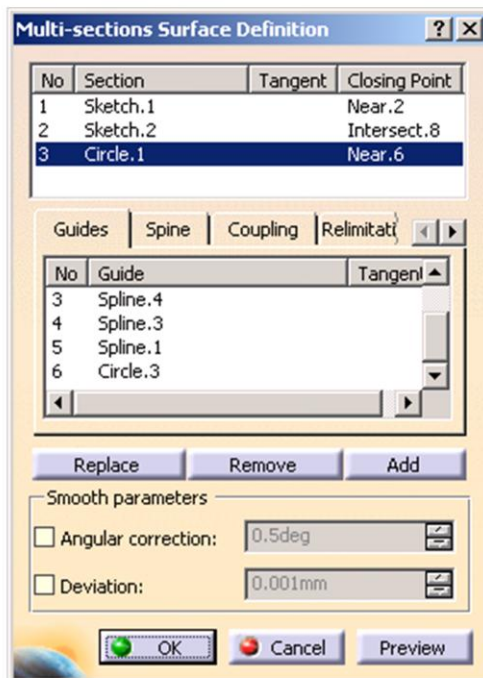 Multi-sections Surface Definition ? X
No Section Tangent Closing Point
1 Sketch.1 Near.2
2 Sketch.2 Intersect.8
3 Circle.1 Near.6
Guides Spine Coupling Relimitati
No Guide Tangent
3 Spline.4
4 Spline.3
5 Spline.1
6 Circle.3
Replace Remove Add
Smooth parameters
Angular correction: 0.5deg
Deviation: 0.001mm
OK Cancel Preview